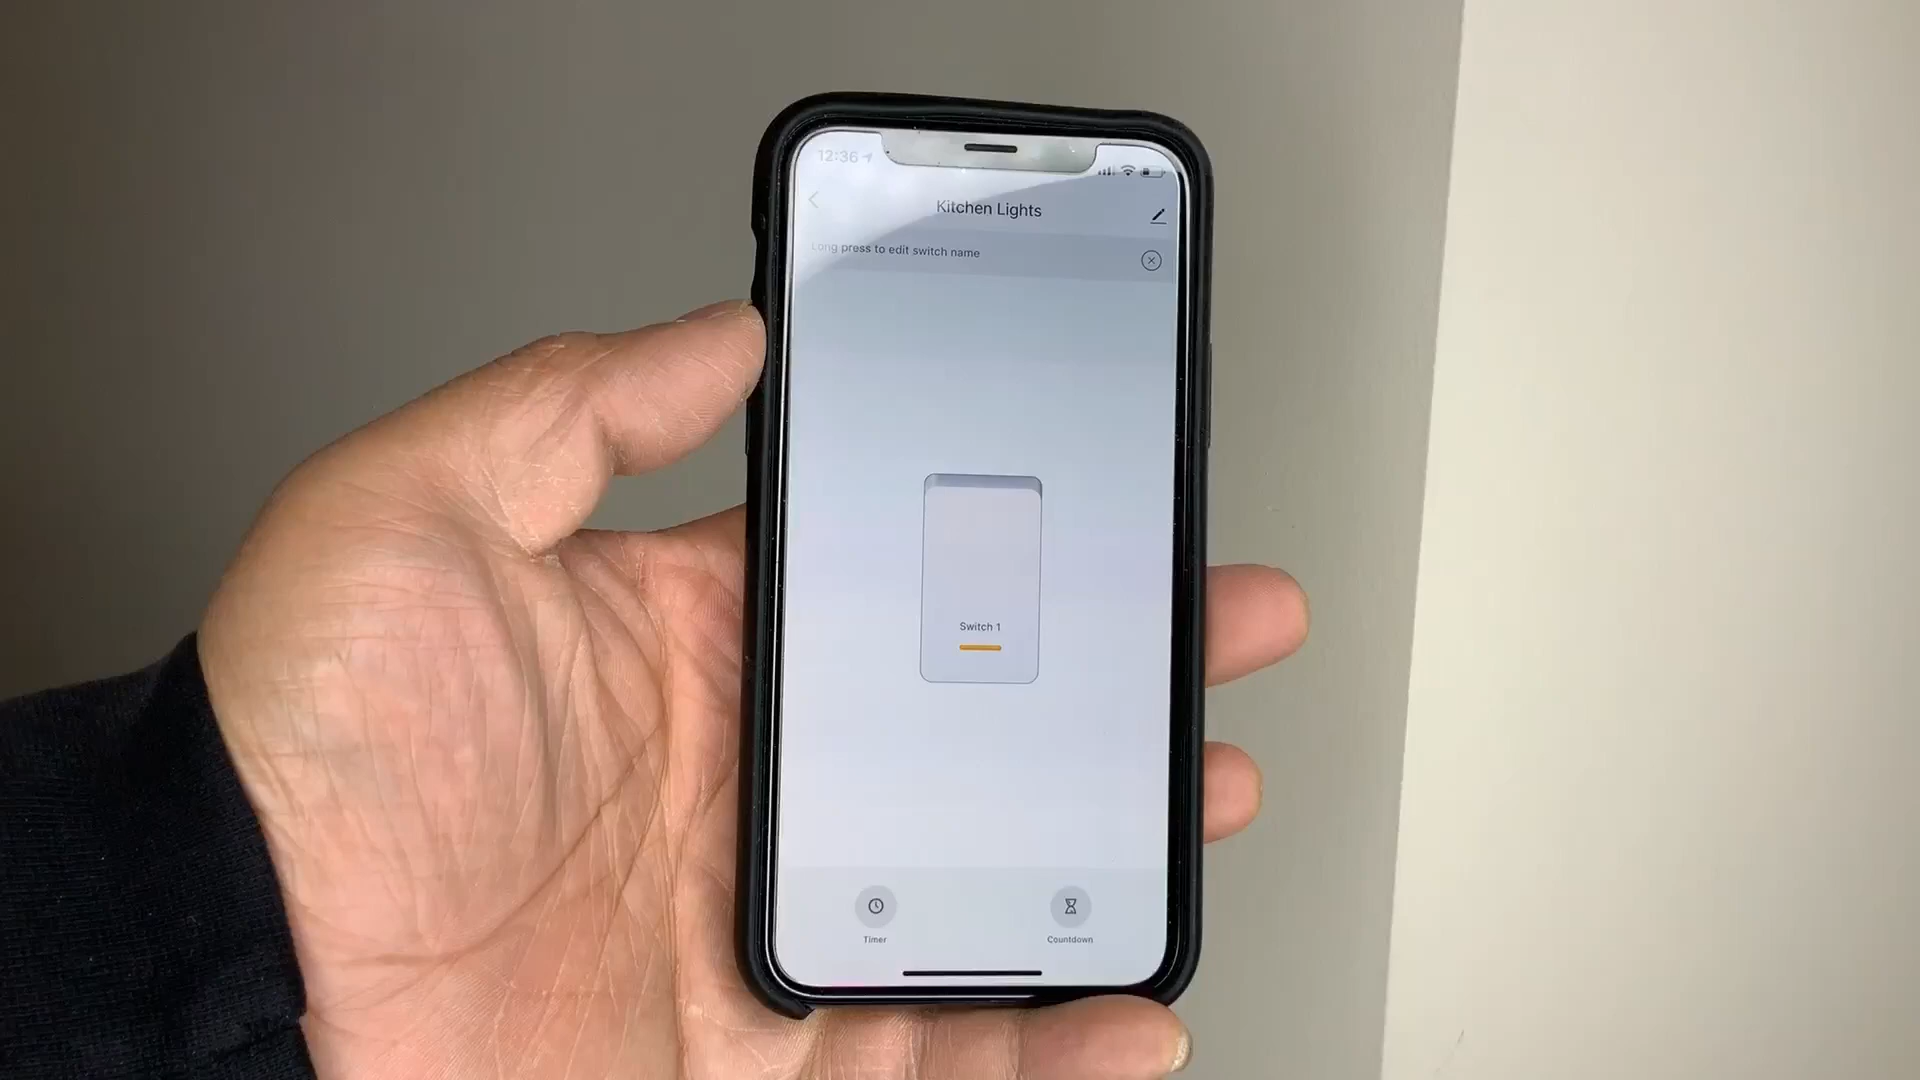 12:36
Kitchen Lights
Long press to edit switch name
Switch 1
Timer
Countdown